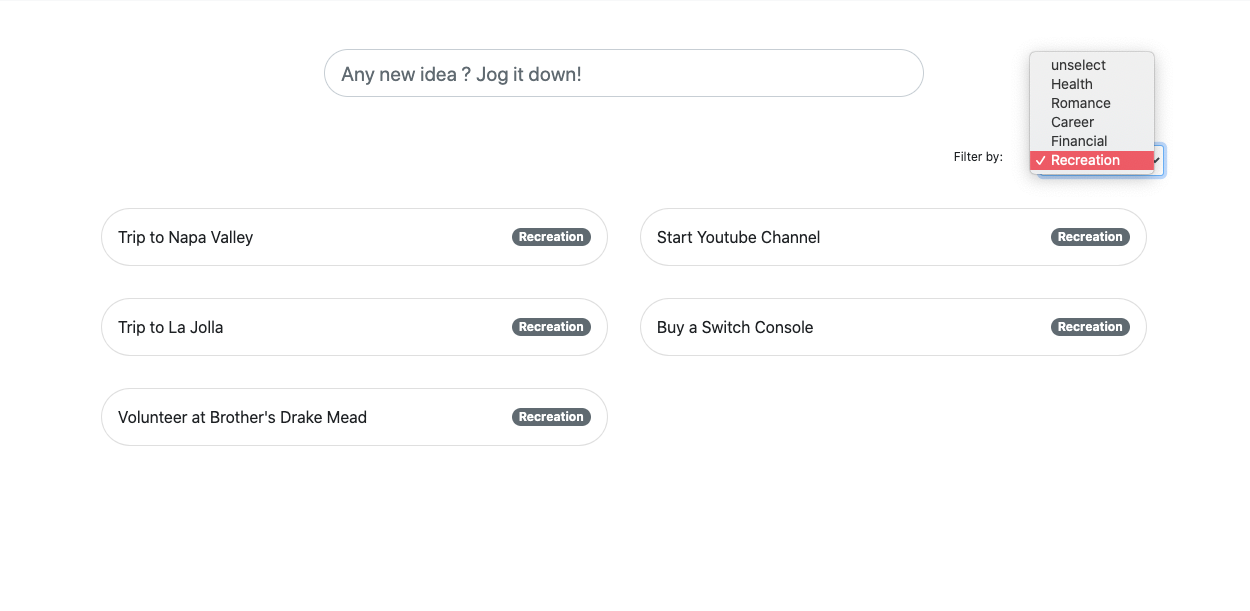 Any new idea ? Jog it down!
unselect
Health
Romance
Career
Financial
✓ Recreation
Filter by:
Trip to Napa Valley Recreation
Start Youtube Channel Recreation
Trip to La Jolla Recreation
Buy a Switch Console Recreation
Volunteer at Brother's Drake Mead Recreation